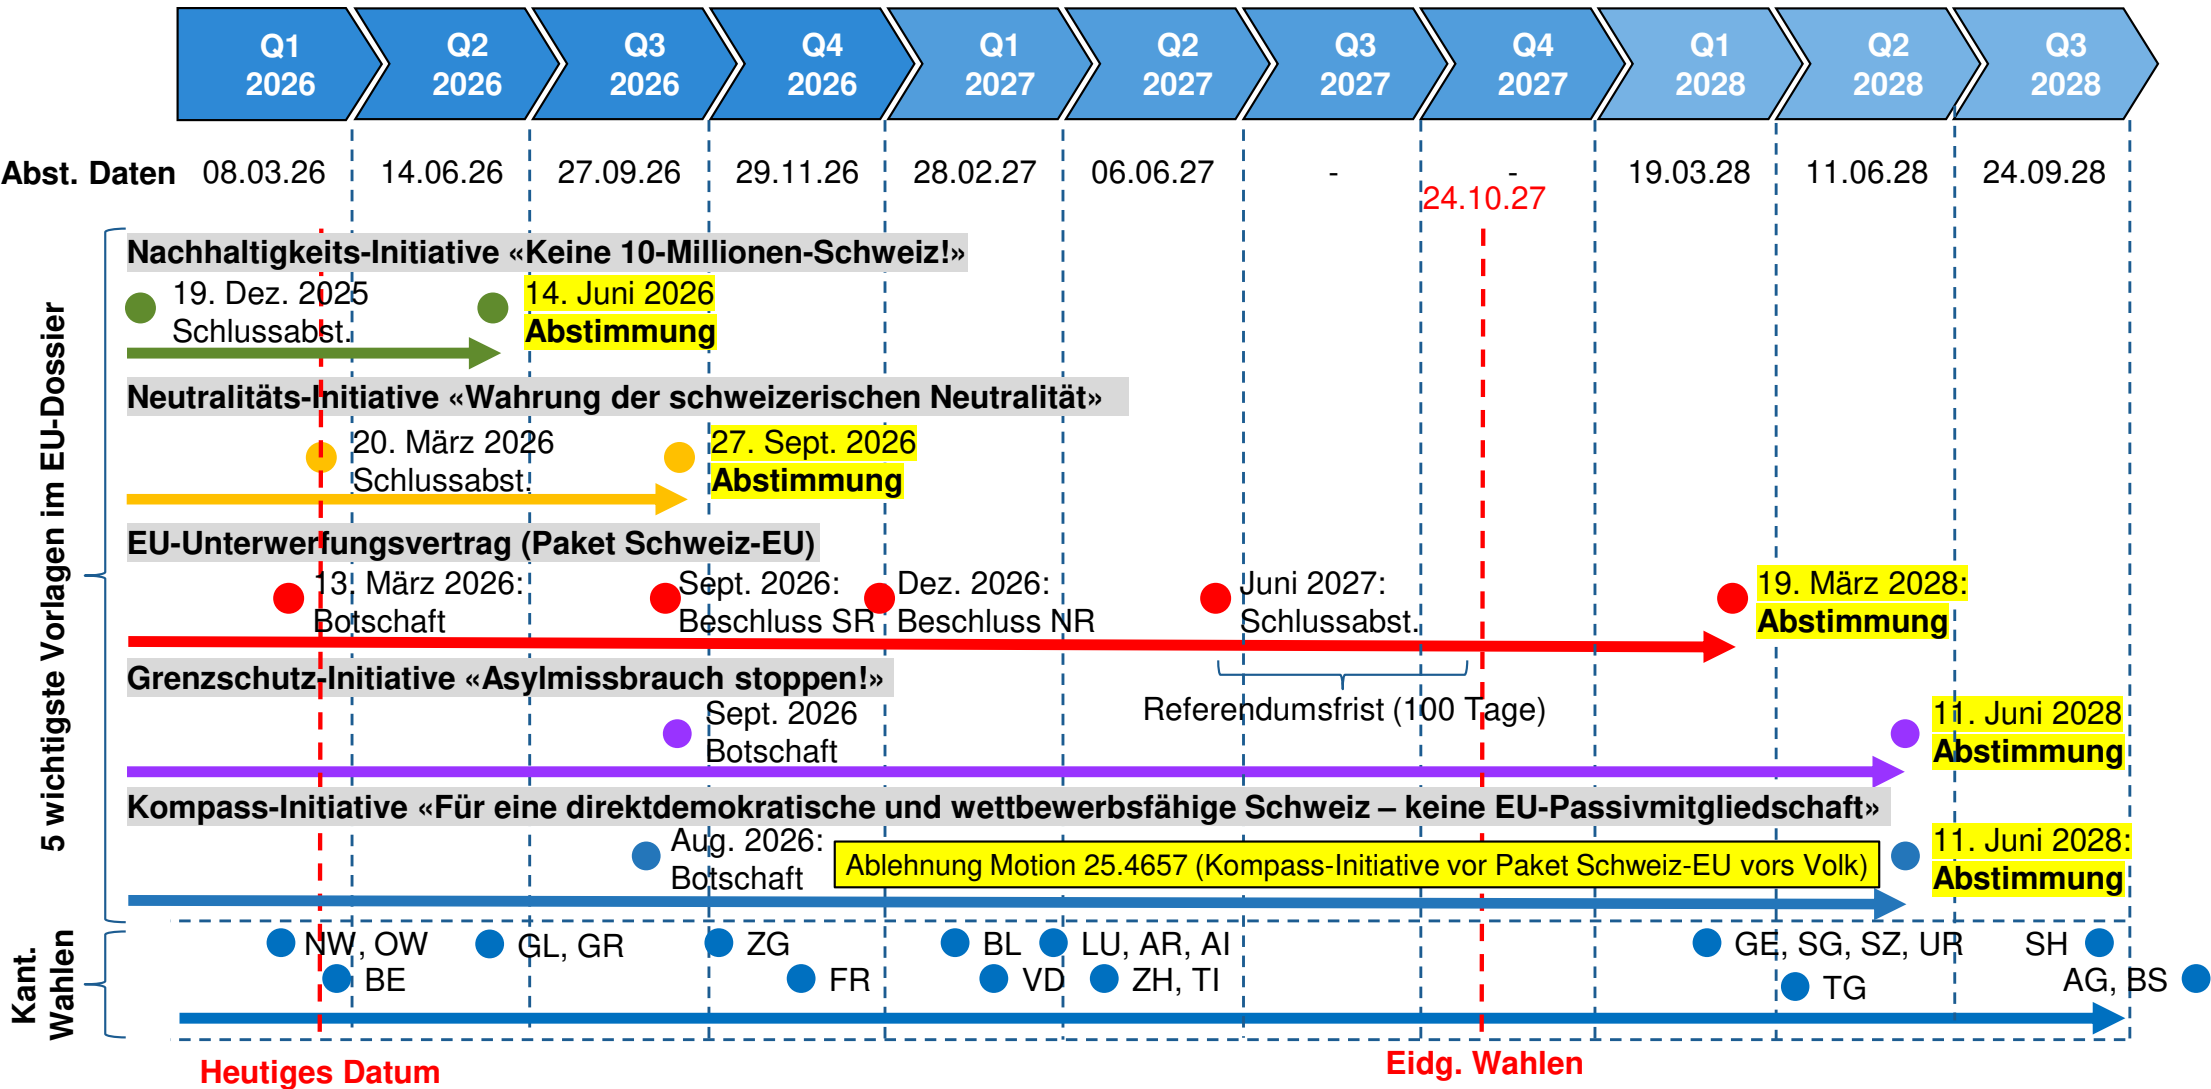 Q1 Q2 Q3 Q4 Q1 Q2 Q3 Q4 Q1 Q2 Q3
2026 2026 2026 2026 2027 2027 2027 2027 2028 2028 2028
Abst. Daten 08.03.26 14.06.26 27.09.26 29.11.26 28.02.27 06.06.27 - - 19.03.28 11.06.28 24.09.28
24.10.27
5 wichtigste Vorlagen im EU-Dossier
Nachhaltigkeits-Initiative «Keine 10-Millionen-Schweiz!»
19. Dez. 2025
Schlussabst.
14. Juni 2026
Abstimmung
Neutralitäts-Initiative «Wahrung der schweizerischen Neutralität»
20. März 2026
Schlussabst.
27. Sept. 2026
Abstimmung
EU-Unterwerfungsvertrag (Paket Schweiz-EU)
13. März 2026:
Botschaft
Sept. 2026:
Beschluss SR
Dez. 2026:
Beschluss NR
Juni 2027:
Schlussabst.
19. März 2028:
Abstimmung
Referendumsfrist (100 Tage)
Grenzschutz-Initiative «Asylmissbrauch stoppen!»
Sept. 2026
Botschaft
11. Juni 2028
Abstimmung
Kompass-Initiative «Für eine direktdemokratische und wettbewerbsfähige Schweiz – keine EU-Passivmitgliedschaft»
Aug. 2026:
Botschaft
Ablehnung Motion 25.4657 (Kompass-Initiative vor Paket Schweiz-EU vors Volk)
11. Juni 2028:
Abstimmung
Kant.
Wahlen
NW, OW GL, GR ZG BL LU, AR, AI GE, SG, SZ, UR SH
BE FR VD ZH, TI TG AG, BS
Heutiges Datum
Eidg. Wahlen